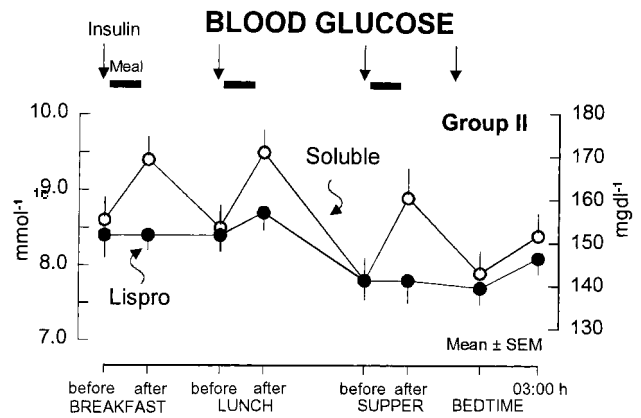 BLOOD GLUCOSE
Insulin
Meal
10.0
9.0
8.0
7.0
mmol-1
180
170
160
150
140
130
mgdl-1
Group II
Soluble
Lispro
Mean ± SEM
before after before after before after 03:00 h
BREAKFAST LUNCH SUPPER BEDTIME